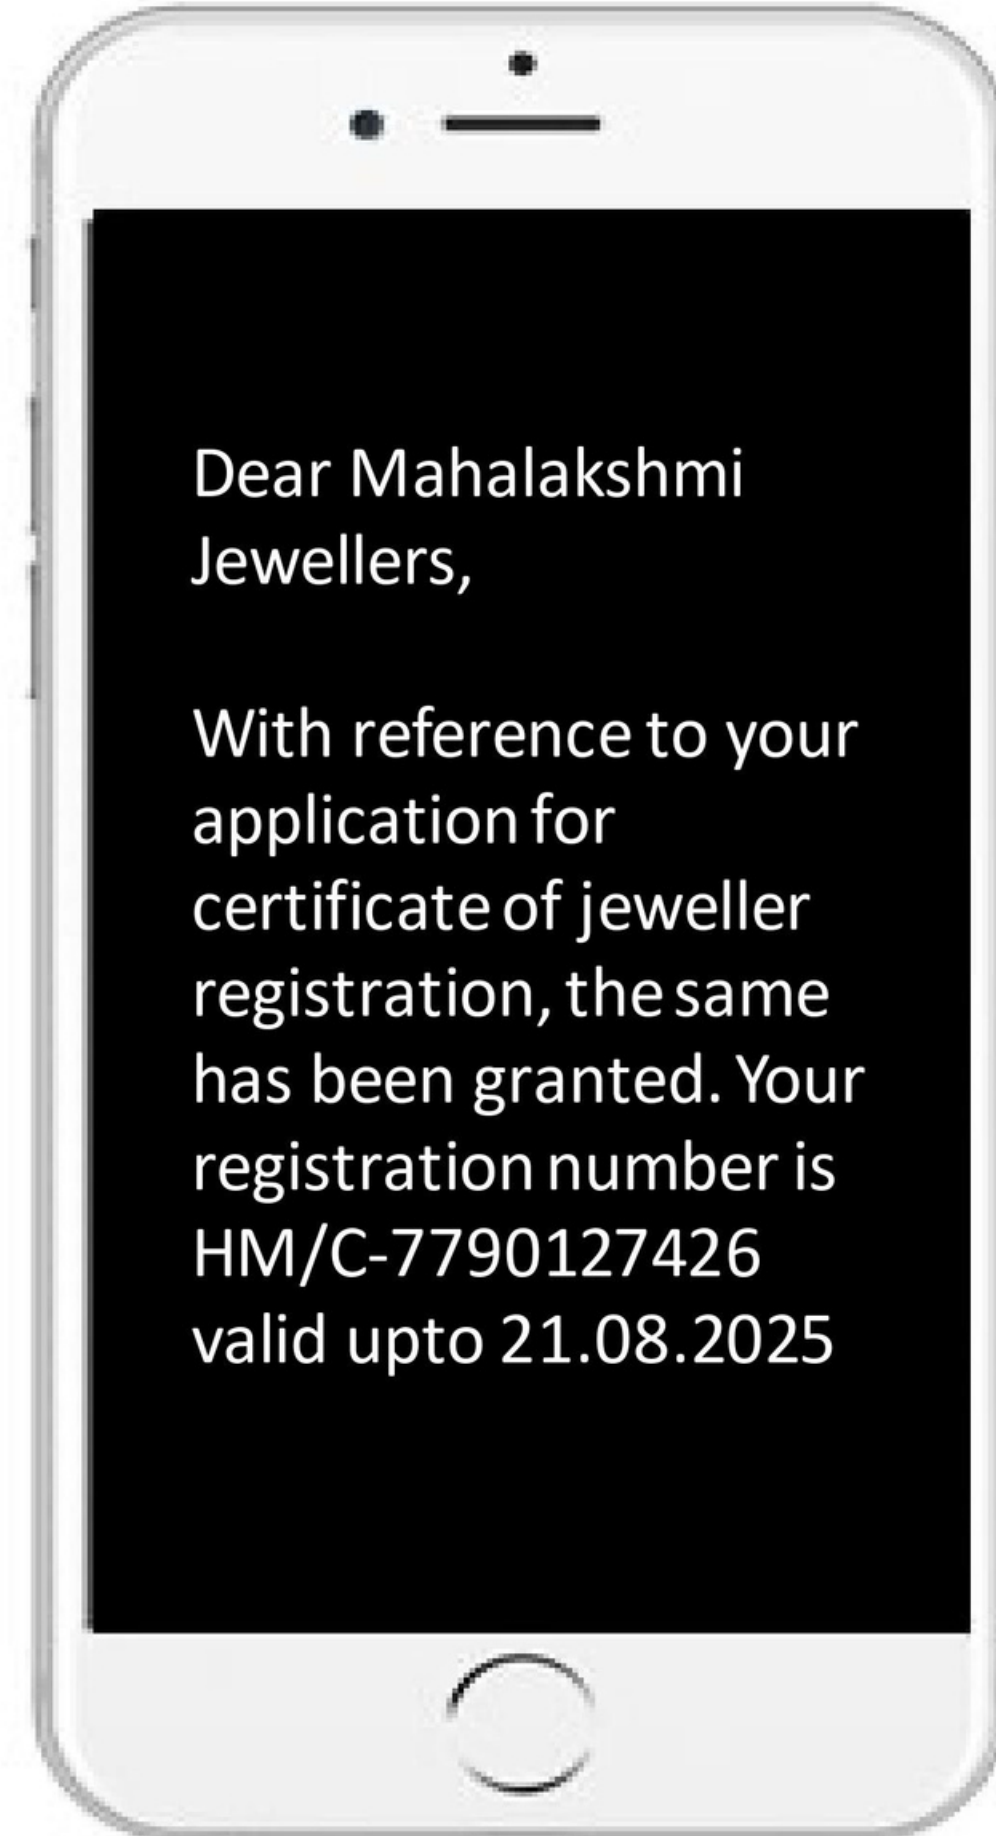 Dear Mahalakshmi
Jewellers,
With reference to your
application for
certificate of jeweller
registration, the same
has been granted. Your
registration number is
HM/C-7790127426
valid upto 21.08.2025